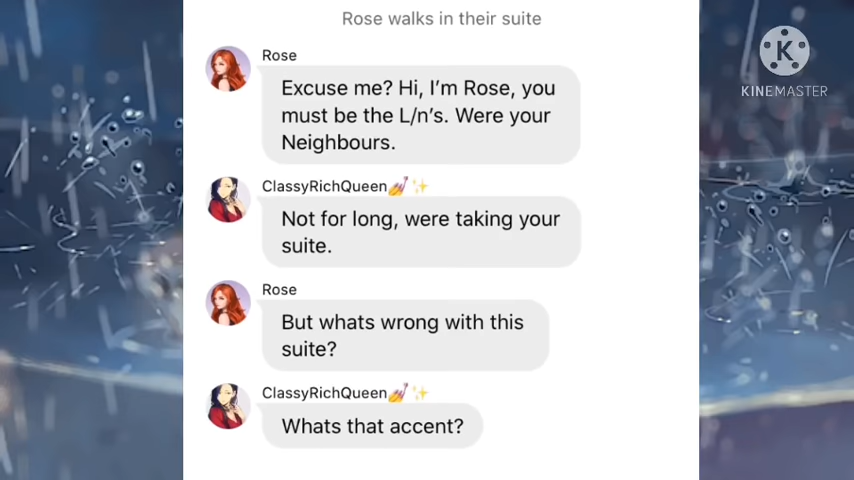 Rose walks in their suite
Rose
Excuse me? Hi, I’m Rose, you
must be the L/n’s. Were your
Neighbours.
ClassyRichQueen💅✨
Not for long, were taking your
suite.
Rose
But whats wrong with this
suite?
ClassyRichQueen💅✨
Whats that accent?
K
KINEMASTER